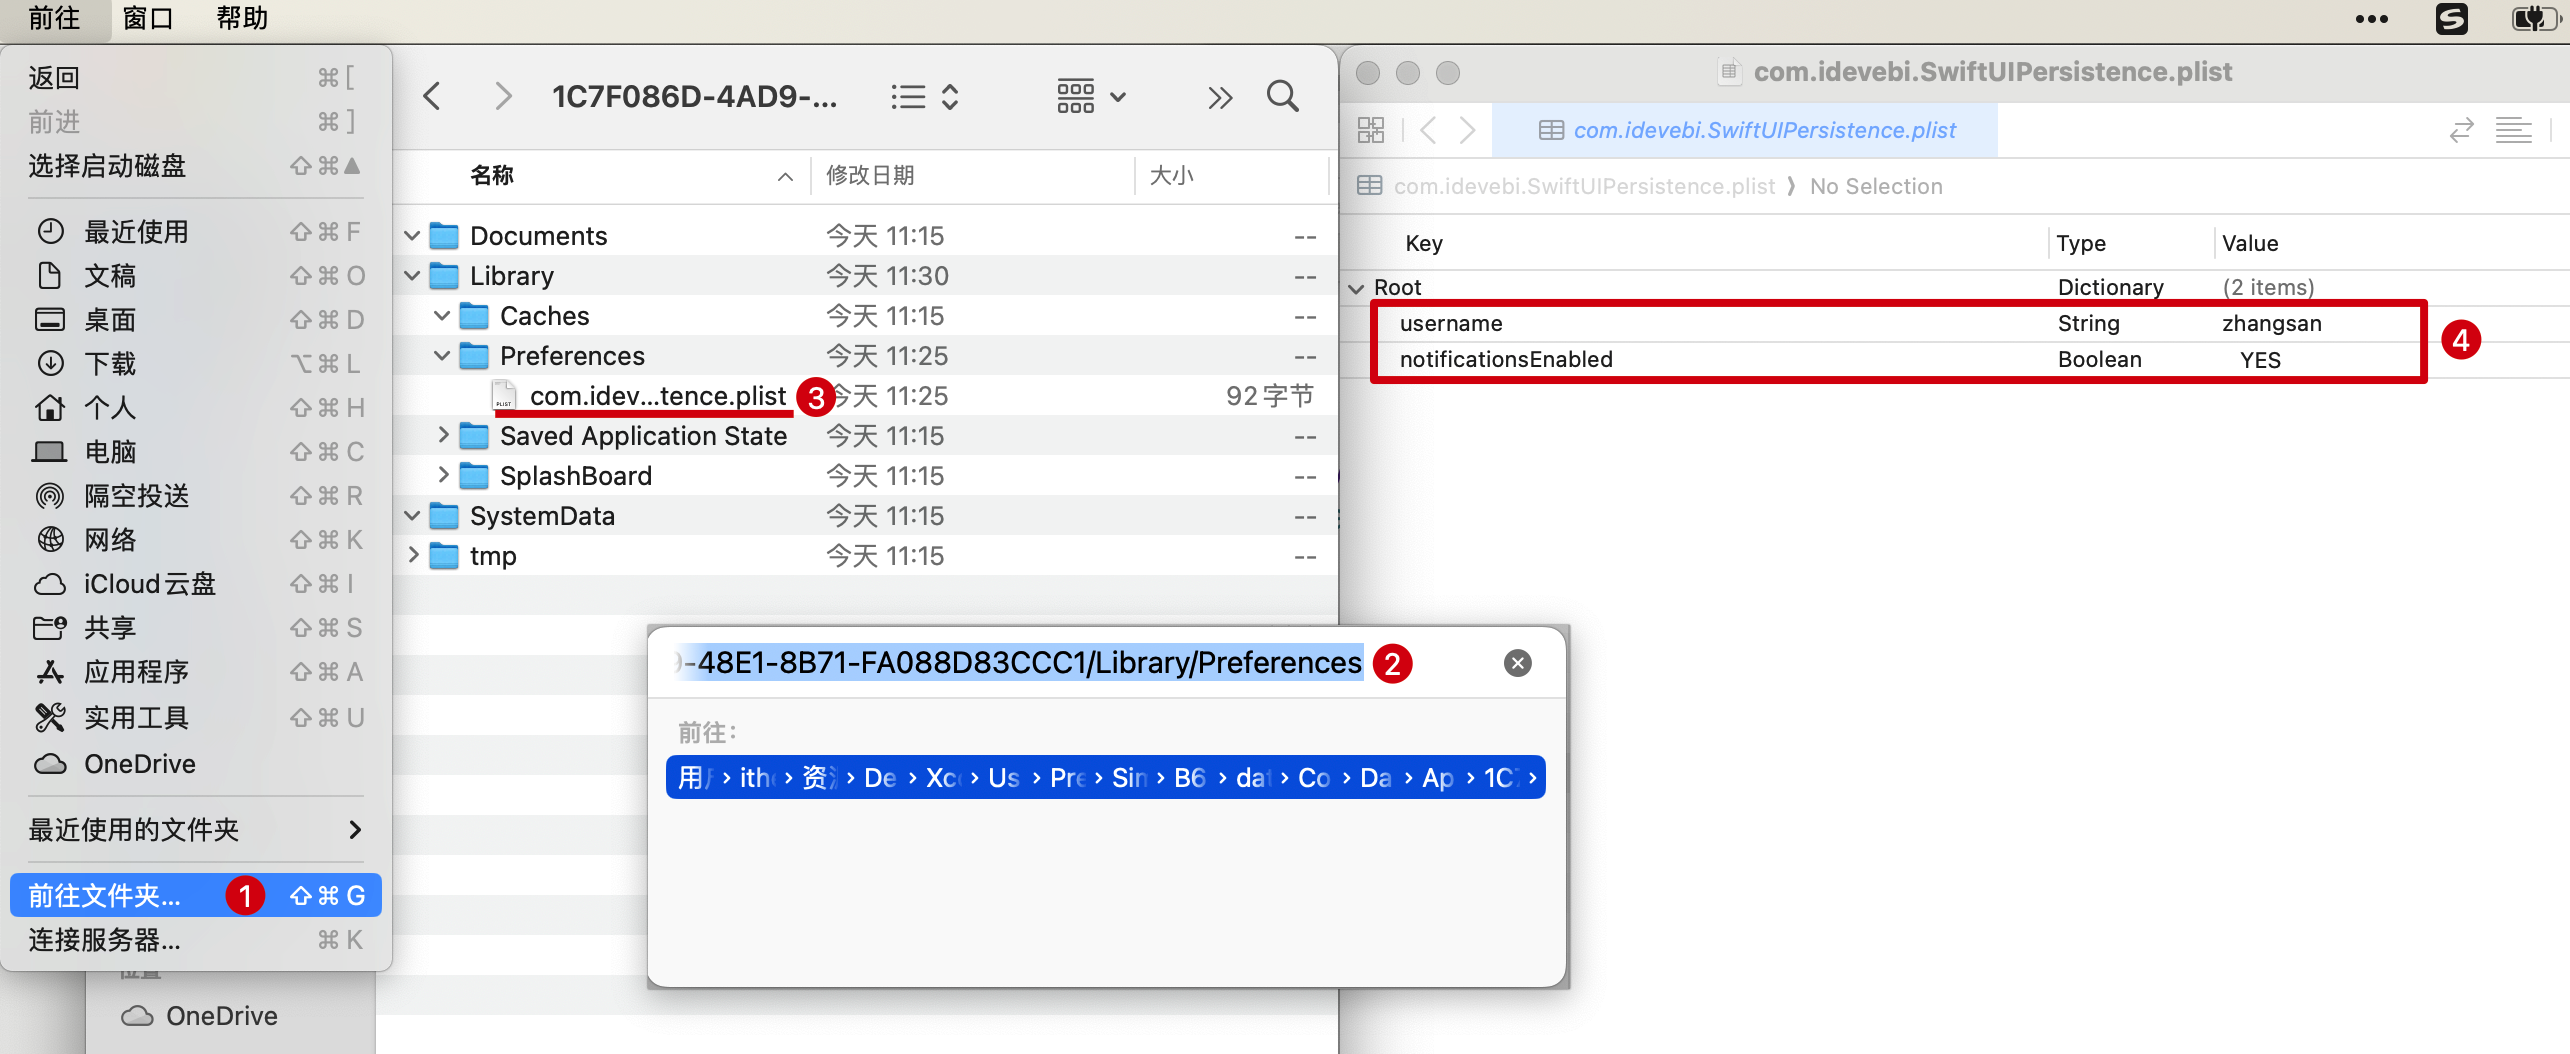 前往 窗口 帮助
返回 ⌘[
前进 ⌘]
选择启动磁盘 ⇧⌘▲
最近使用 ⇧⌘F
文稿 ⇧⌘O
桌面 ⇧⌘D
下载 ⌥⌘L
个人 ⇧⌘H
电脑 ⇧⌘C
隔空投送 ⇧⌘R
网络 ⇧⌘K
iCloud云盘 ⇧⌘I
共享 ⇧⌘S
应用程序 ⇧⌘A
实用工具 ⇧⌘U
OneDrive
最近使用的文件夹
前往文件夹... 1 ⇧⌘G
连接服务器... ⌘K
位置
OneDrive
1C7F086D-4AD9-...
名称 修改日期 大小
Documents 今天 11:15 --
Library 今天 11:30 --
Caches 今天 11:15 --
Preferences 今天 11:25 --
com.idev...tence.plist 3 今天 11:25 92字节
Saved Application State 今天 11:15 --
SplashBoard 今天 11:15 --
SystemData 今天 11:15 --
tmp 今天 11:15 --
9-48E1-8B71-FA088D83CCC1/Library/Preferences 2
前往:
用 › ith › 资 › De › Xc › Us › Pre › Sim › B6 › da › Co › Da › Ap › 1C ›
com.idevebi.SwiftUIPersistence.plist
com.idevebi.SwiftUIPersistence.plist
com.idevebi.SwiftUIPersistence.plist ⟩ No Selection
Key Type Value
Root Dictionary (2 items)
username String zhangsan
notificationsEnabled Boolean YES
4